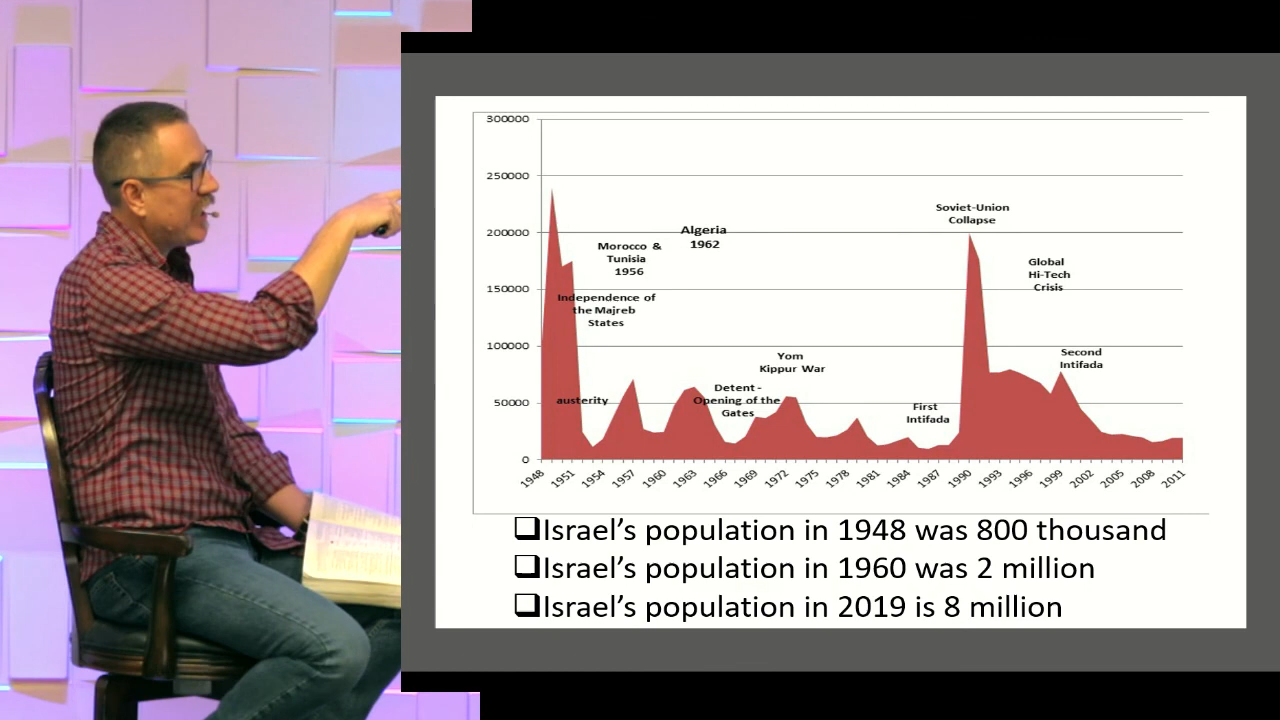 300000
250000
200000
150000
100000
50000
0
Soviet-Union
Collapse
Algeria
1962
Morocco &
Tunisia
1956
Global
Hi-Tech
Crisis
Independence of
the Majreb
States
Yom
Kippur War
Second
Intifada
Detent -
Opening of the
Gates
austerity
First
Intifada
1948 1951 1954 1957 1960 1963 1966 1969 1972 1975 1978 1981 1984 1987 1990 1993 1996 1999 2002 2005 2008 2011
❑Israel’s population in 1948 was 800 thousand
❑Israel’s population in 1960 was 2 million
❑Israel’s population in 2019 is 8 million